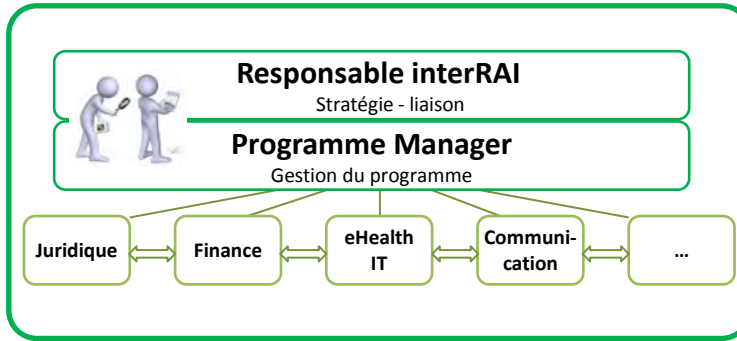 Responsable interRAI
Stratégie - liaison
Programme Manager
Gestion du programme
Juridique
Finance
eHealth
IT
Communi-
cation
...